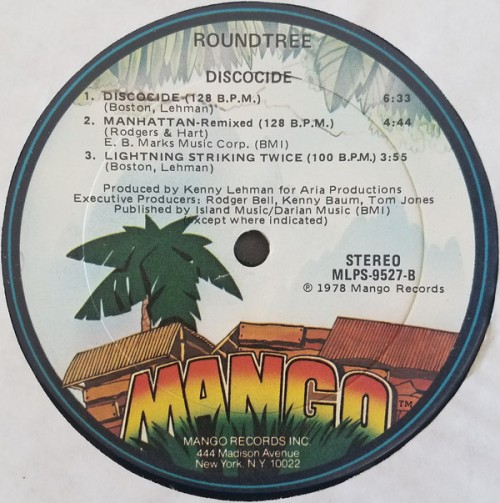 ROUNDTREE
DISCOCIDE
1. DISCOCIDE (128 B.P.M.) 6:33
(Boston, Lehman)
2. MANHATTAN-Remixed (128 B.P.M.) 4:44
(Rodgers & Hart)
E. B. Marks Music Corp. (BMI)
3. LIGHTNING STRIKING TWICE (100 B.P.M.) 3:55
(Boston, Lehman)
Produced by Kenny Lehman for Aria Productions
Executive Producers: Rodger Bell, Kenny Baum, Tom Jones
Published by Island Music/Darian Music (BMI)
(except where indicated)
STEREO
MLPS-9527-B
℗ 1978 Mango Records
MANGO TM
MANGO RECORDS INC.
444 Madison Avenue
New York, N.Y. 10022